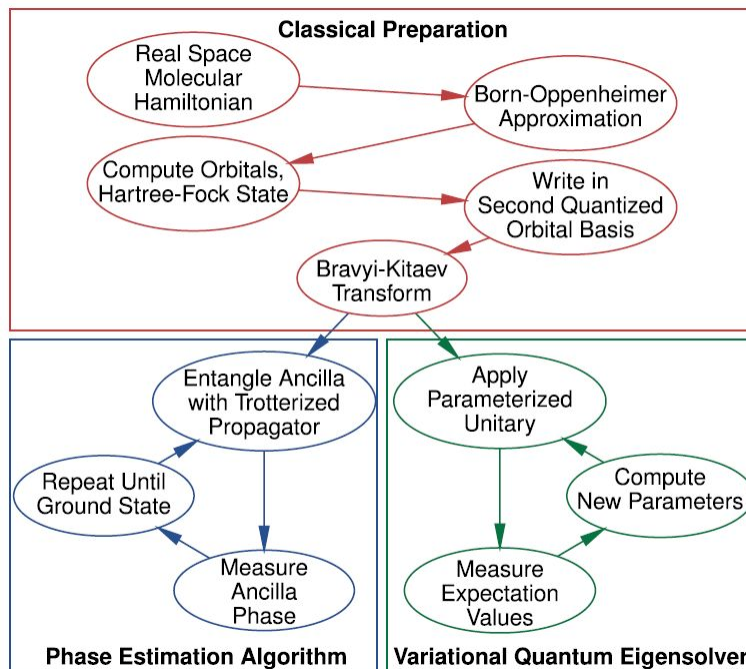 Classical Preparation
Real Space
Molecular
Hamiltonian
Born-Oppenheimer
Approximation
Compute Orbitals,
Hartree-Fock State
Write in
Second Quantized
Orbital Basis
Bravyi-Kitaev
Transform
Entangle Ancilla
with Trotterized
Propagator
Repeat Until
Ground State
Measure
Ancilla
Phase
Phase Estimation Algorithm
Apply
Parameterized
Unitary
Compute
New Parameters
Measure
Expectation
Values
Variational Quantum Eigensolver